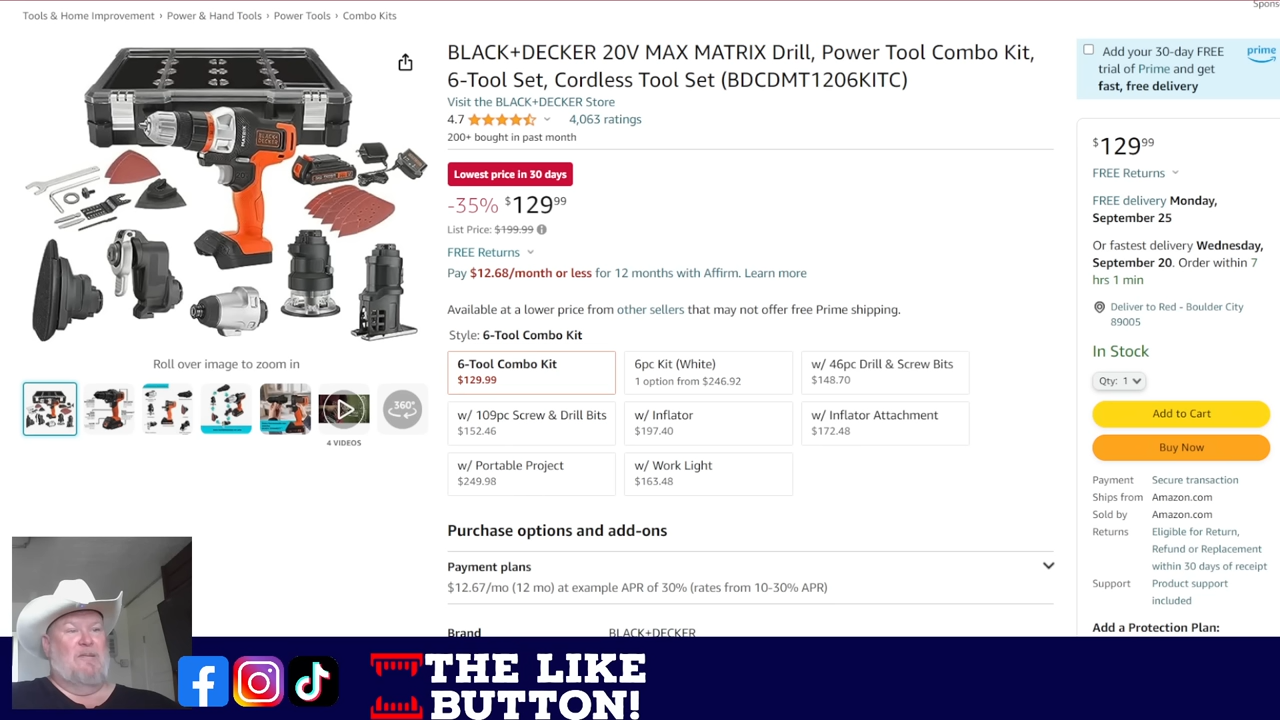 Spons
Tools & Home Improvement › Power & Hand Tools › Power Tools › Combo Kits
BLACK+DECKER 20V MAX MATRIX Drill, Power Tool Combo Kit,
6-Tool Set, Cordless Tool Set (BDCDMT1206KITC)
Visit the BLACK+DECKER Store
4.7 4,063 ratings
200+ bought in past month
Lowest price in 30 days
-35% $129.99
List Price: $199.99
FREE Returns
Pay $12.68/month or less for 12 months with Affirm. Learn more
Available at a lower price from other sellers that may not offer free Prime shipping.
Style: 6-Tool Combo Kit
6-Tool Combo Kit
$129.99
6pc Kit (White)
1 option from $246.92
w/ 46pc Drill & Screw Bits
$148.70
w/ 109pc Screw & Drill Bits
$152.46
w/ Inflator
$197.40
w/ Inflator Attachment
$172.48
w/ Portable Project
$249.98
w/ Work Light
$163.48
Purchase options and add-ons
Payment plans
$12.67/mo (12 mo) at example APR of 30% (rates from 10-30% APR)
Brand BLACK+DECKER
MATRIX
Roll over image to zoom in
360°
4 VIDEOS
Add your 30-day FREE
trial of Prime and get
fast, free delivery
prime
$129.99
FREE Returns
FREE delivery Monday,
September 25
Or fastest delivery Wednesday,
September 20. Order within 7
hrs 1 min
Deliver to Red - Boulder City
89005
In Stock
Qty: 1
Add to Cart
Buy Now
Payment Secure transaction
Ships from Amazon.com
Sold by Amazon.com
Returns Eligible for Return,
Refund or Replacement
within 30 days of receipt
Support Product support
included
Add a Protection Plan:
THE LIKE
BUTTON!